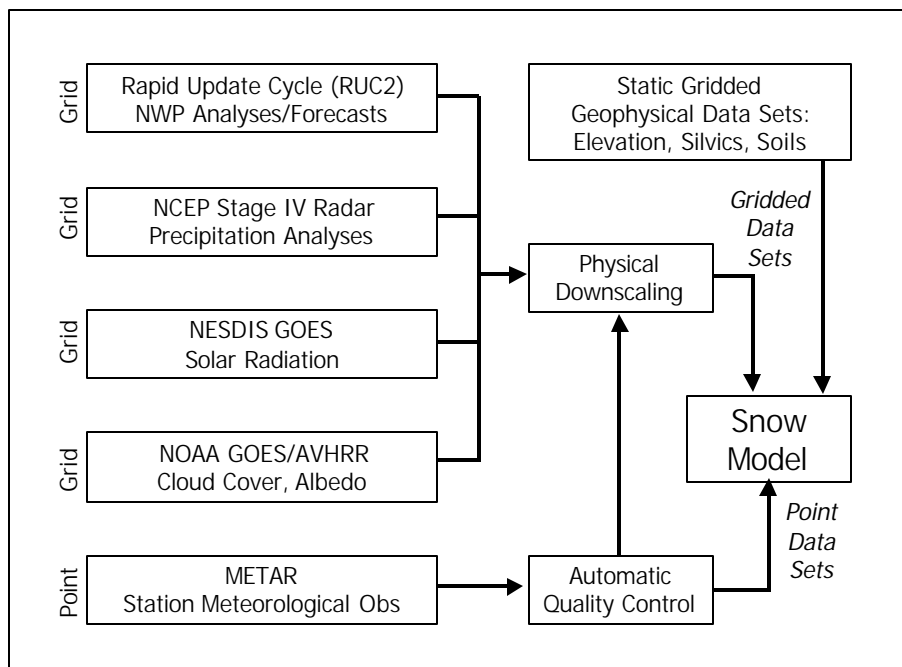 Grid
Rapid Update Cycle (RUC2)
NWP Analyses/Forecasts
Static Gridded
Geophysical Data Sets:
Elevation, Silvics, Soils
Grid
NCEP Stage IV Radar
Precipitation Analyses
Gridded
Data
Sets
Physical
Downscaling
Grid
NESDIS GOES
Solar Radiation
Snow
Model
Grid
NOAA GOES/AVHRR
Cloud Cover, Albedo
Point
Data
Sets
Point
METAR
Station Meteorological Obs
Automatic
Quality Control